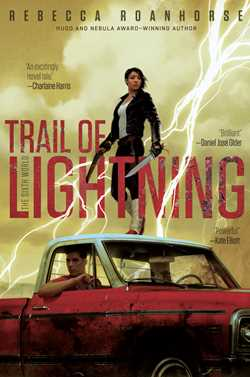 REBECCA ROANHORSE
HUGO AND NEBULA AWARD–WINNING AUTHOR
"An excitingly
novel tale."
—Charlaine Harris
"Brilliant"
—Daniel José Older
TRAIL OF
LIGHTNING
THE SIXTH WORLD
"Powerful"
—Kate Elliott